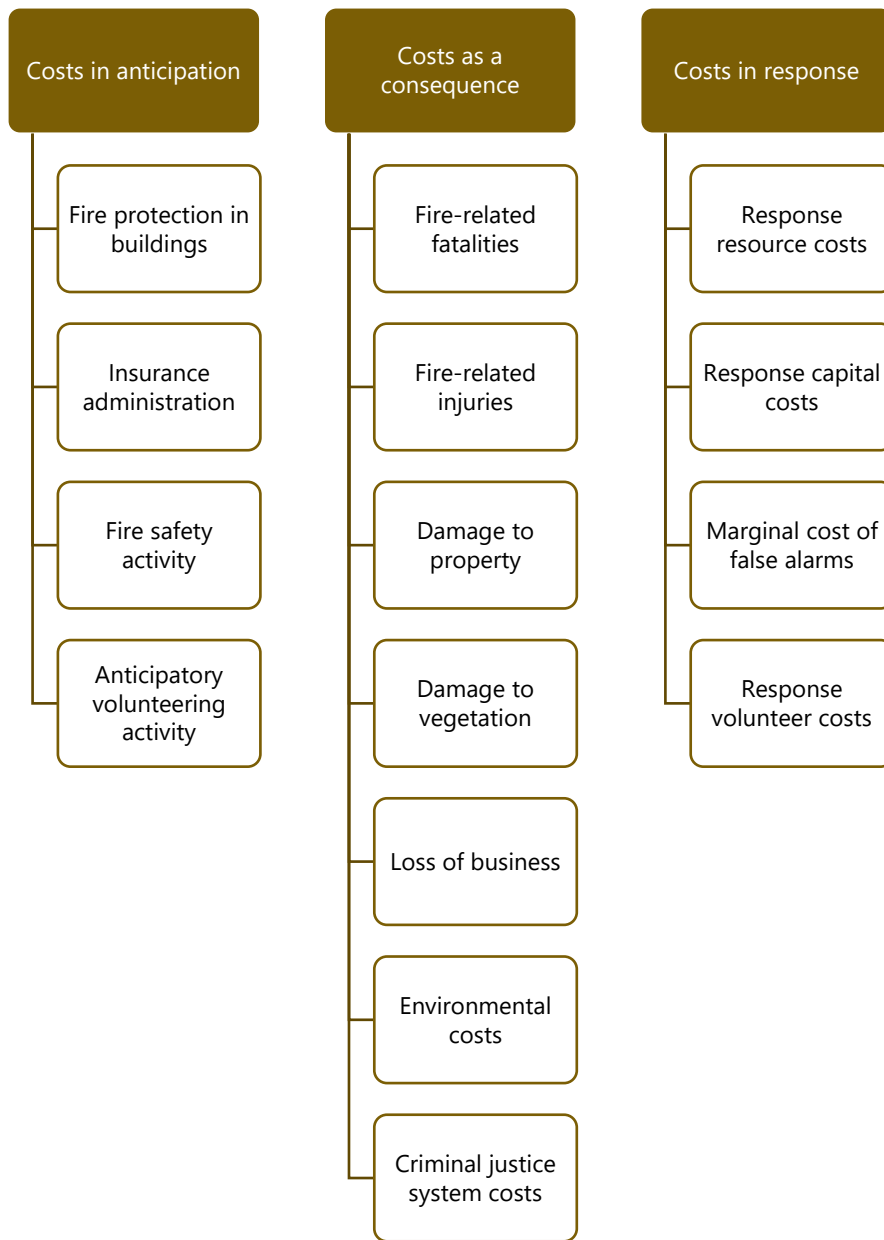 Costs in anticipation
Fire protection in
buildings
Insurance
administration
Fire safety
activity
Anticipatory
volunteering
activity
Costs as a
consequence
Fire-related
fatalities
Fire-related
injuries
Damage to
property
Damage to
vegetation
Loss of business
Environmental
costs
Criminal justice
system costs
Costs in response
Response
resource costs
Response capital
costs
Marginal cost of
false alarms
Response
volunteer costs